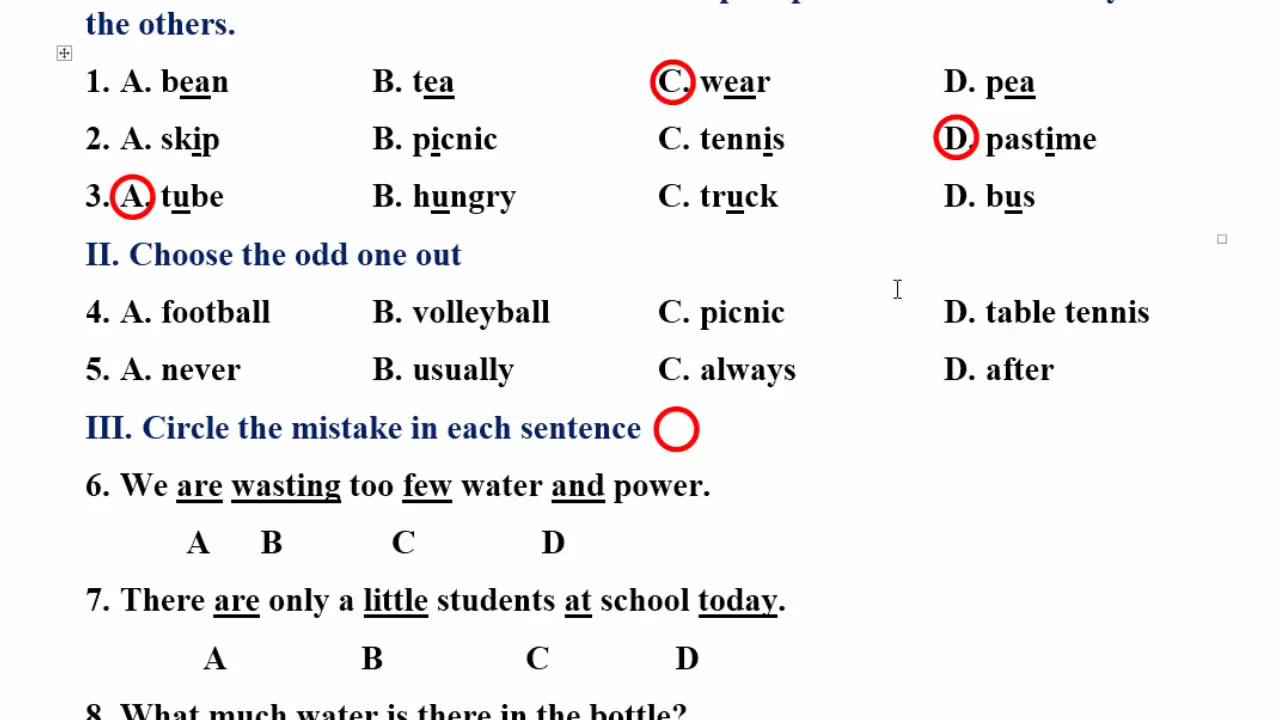 the others.
1. A. bean B. tea C. wear D. pea
2. A. skip B. picnic C. tennis D. pastime
3. A. tube B. hungry C. truck D. bus
II. Choose the odd one out
4. A. football B. volleyball C. picnic D. table tennis
5. A. never B. usually C. always D. after
III. Circle the mistake in each sentence
6. We are wasting too few water and power.
A B C D
7. There are only a little students at school today.
A B C D
8. What much water is there in the bottle?